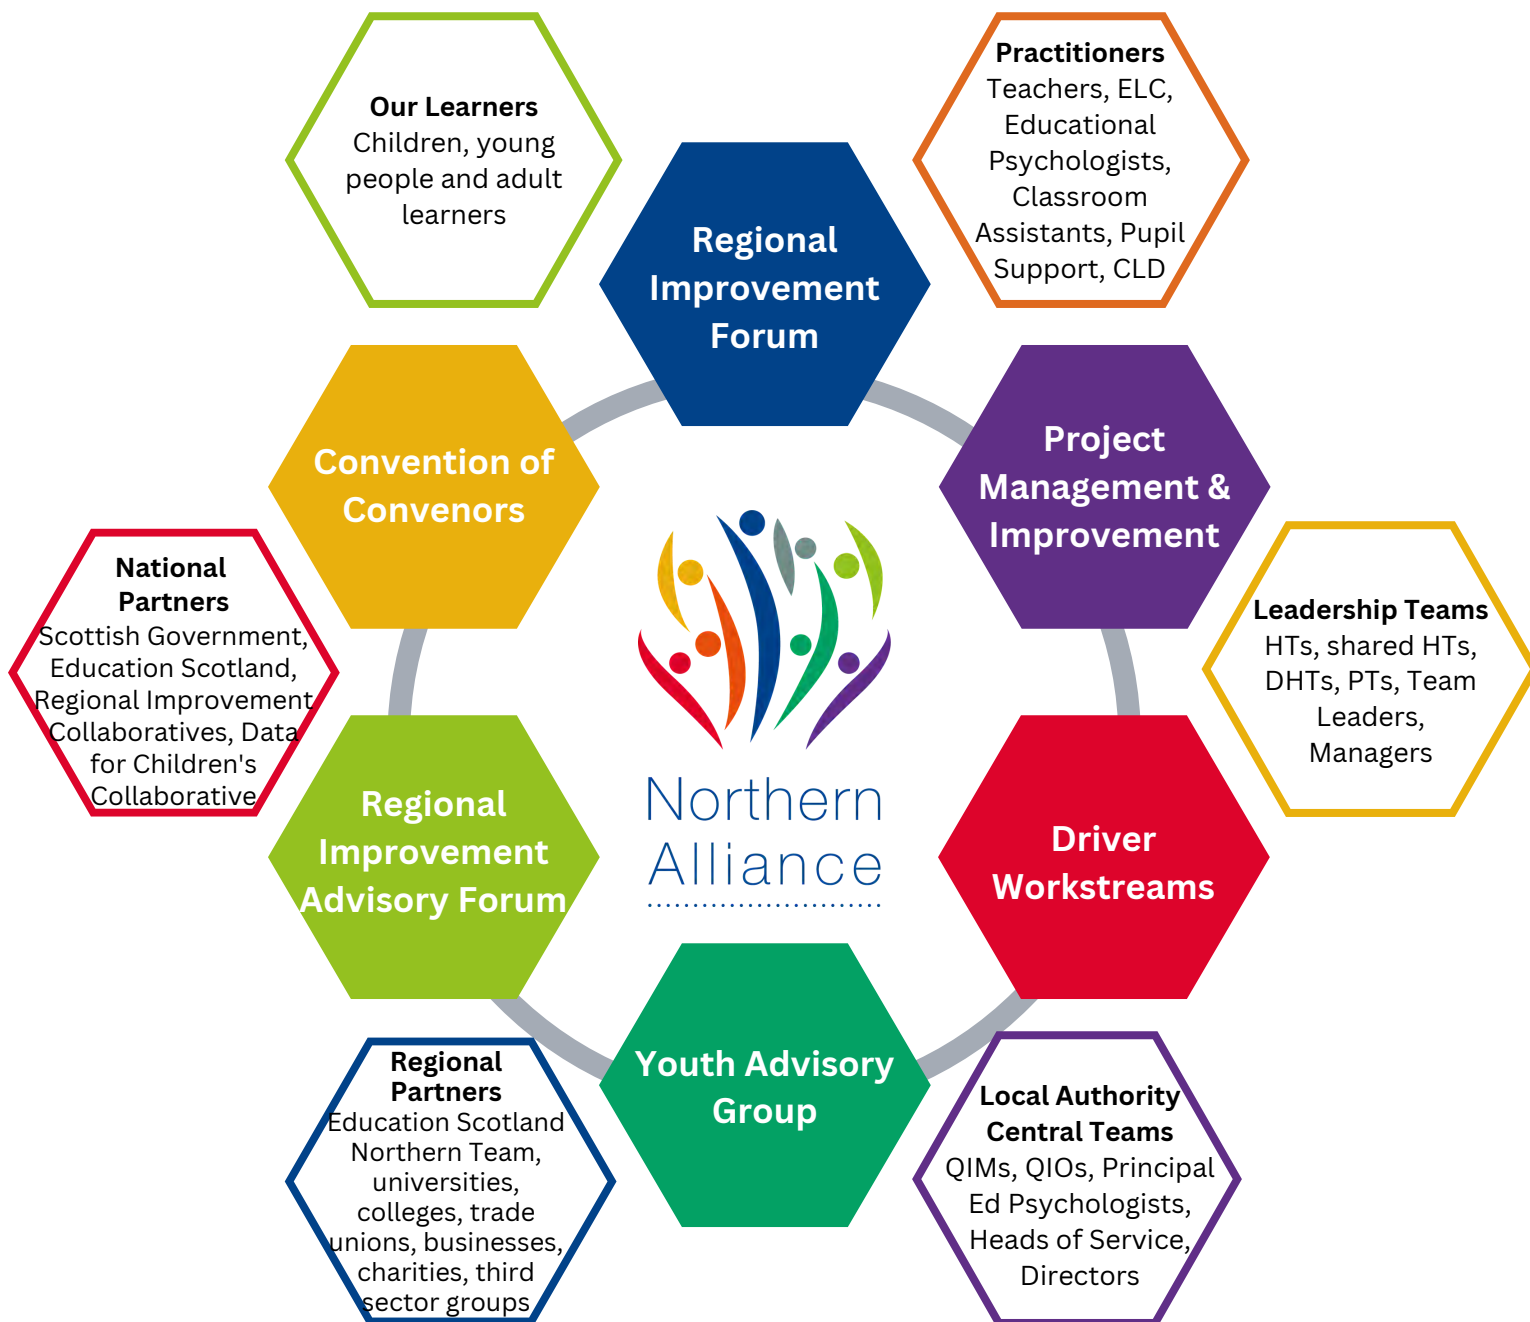 Our Learners
Children, young
people and adult
learners
Practitioners
Teachers, ELC,
Educational
Psychologists,
Classroom
Assistants, Pupil
Support, CLD
Regional
Improvement
Forum
Convention of
Convenors
Project
Management &
Improvement
National
Partners
Scottish Government,
Education Scotland,
Regional Improvement
Collaboratives, Data
for Children's
Collaborative
Leadership Teams
HTs, shared HTs,
DHTs, PTs, Team
Leaders,
Managers
Northern
Alliance
Regional
Improvement
Advisory Forum
Driver
Workstreams
Youth Advisory
Group
Regional
Partners
Education Scotland
Northern Team,
universities,
colleges, trade
unions, businesses,
charities, third
sector groups
Local Authority
Central Teams
QIMs, QIOs, Principal
Ed Psychologists,
Heads of Service,
Directors